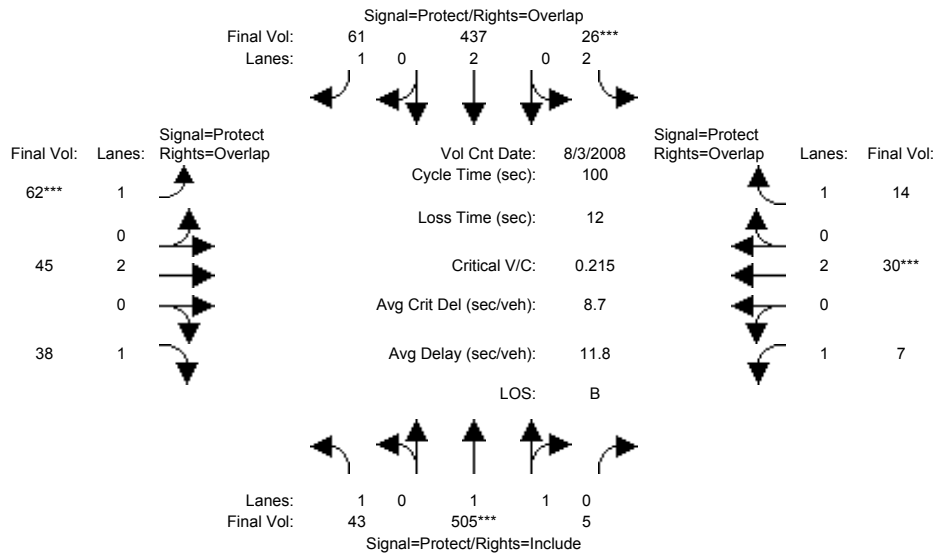 Signal=Protect/Rights=Overlap
Final Vol: 61 437 26***
Lanes: 1 0 2 0 2
Signal=Protect Signal=Protect
Final Vol: Lanes: Rights=Overlap Vol Cnt Date: 8/3/2008 Rights=Overlap Lanes: Final Vol:
Cycle Time (sec): 100
62*** 1 1 14
Loss Time (sec): 12
0 0
45 2 Critical V/C: 0.215 2 30***
0 Avg Crit Del (sec/veh): 8.7 0
38 1 Avg Delay (sec/veh): 11.8 1 7
LOS: B
Lanes: 1 0 1 1 0
Final Vol: 43 505*** 5
Signal=Protect/Rights=Include